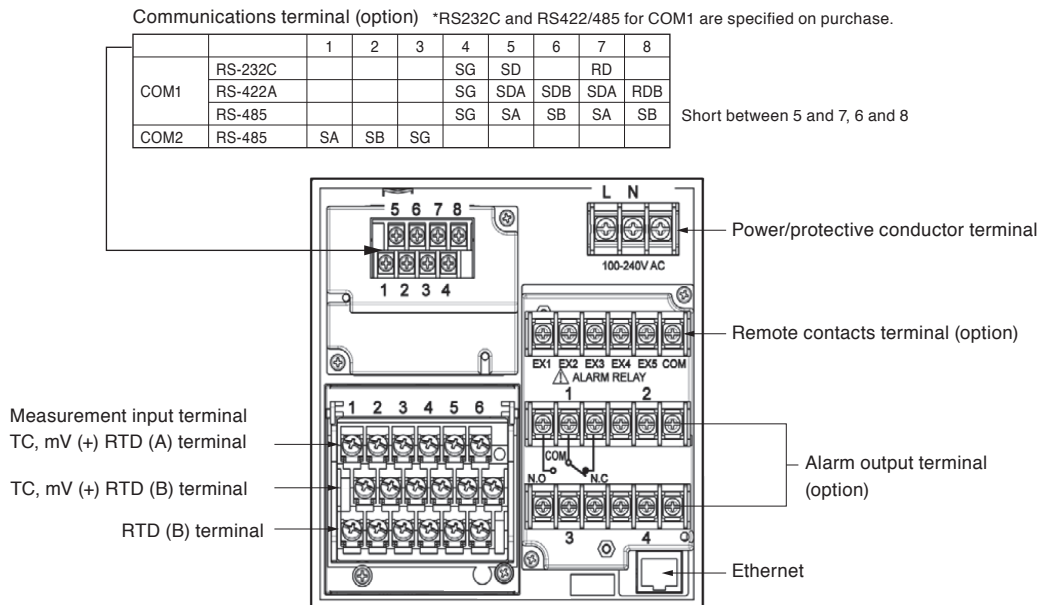 Communications terminal (option) *RS232C and RS422/485 for COM1 are specified on purchase.
1 2 3 4 5 6 7 8
COM1 RS-232C SG SD RD
RS-422A SG SDA SDB SDA RDB
RS-485 SG SA SB SA SB Short between 5 and 7, 6 and 8
COM2 RS-485 SA SB SG
L N
5 6 7 8
Power/protective conductor terminal
100-240V AC
1 2 3 4
Remote contacts terminal (option)
EX1 EX2 EX3 EX4 EX5 COM
ALARM RELAY
1 2
Measurement input terminal
1 2 3 4 5 6
TC, mV (+) RTD (A) terminal
COM
N.O N.C
Alarm output terminal
(option)
TC, mV (+) RTD (B) terminal
RTD (B) terminal
3 4
Ethernet